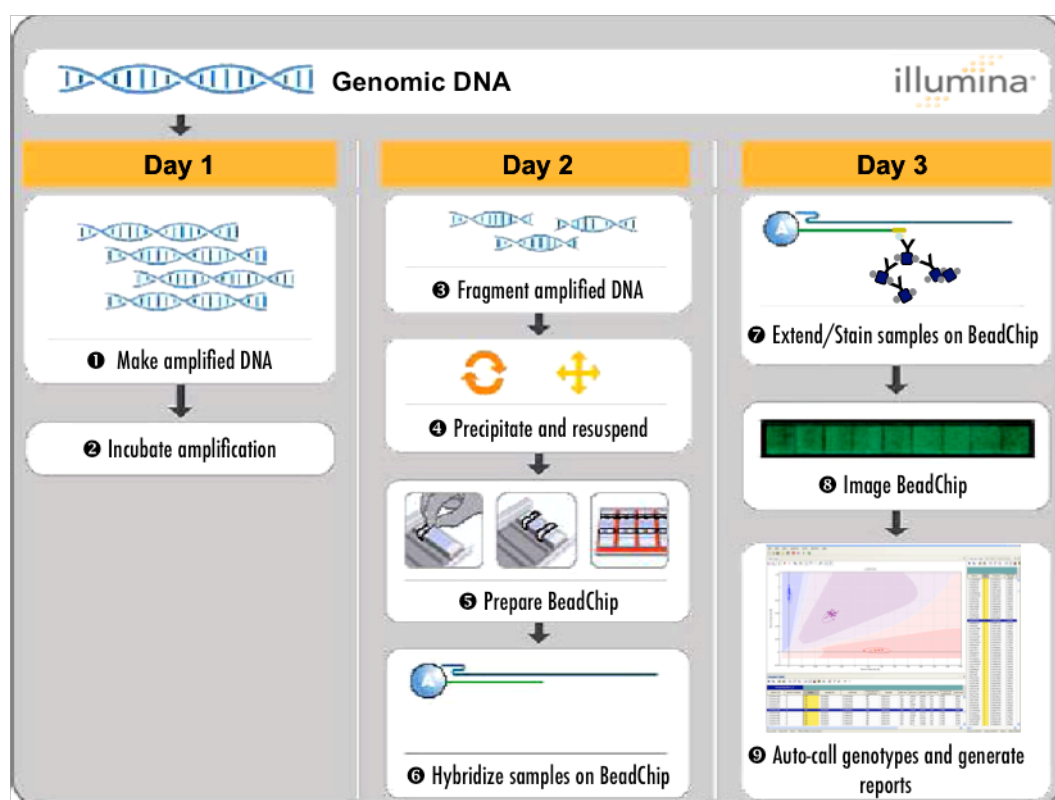 Genomic DNA
illumina
Day 1
Day 2
Day 3
❶ Make amplified DNA
❷ Incubate amplification
❸ Fragment amplified DNA
❹ Precipitate and resuspend
❺ Prepare BeadChip
A
❻ Hybridize samples on BeadChip
A
❼ Extend/Stain samples on BeadChip
❽ Image BeadChip
❾ Auto-call genotypes and generate
reports